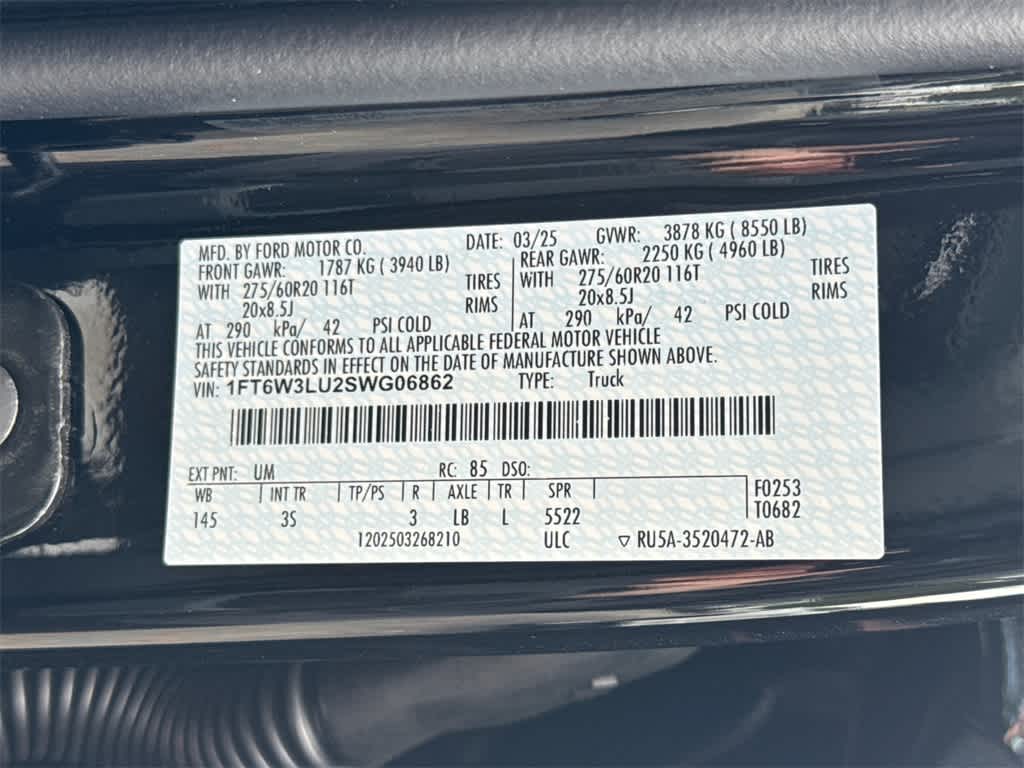 MFD. BY FORD MOTOR CO. DATE: 03/25 GVWR: 3878 KG ( 8550 LB)
FRONT GAWR: 1787 KG ( 3940 LB) REAR GAWR: 2250 KG ( 4960 LB)
WITH 275/60R20 116T TIRES WITH 275/60R20 116T TIRES
20x8.5J RIMS 20x8.5J RIMS
AT 290 kPa/ 42 PSI COLD AT 290 kPa/ 42 PSI COLD
THIS VEHICLE CONFORMS TO ALL APPLICABLE FEDERAL MOTOR VEHICLE
SAFETY STANDARDS IN EFFECT ON THE DATE OF MANUFACTURE SHOWN ABOVE.
VIN: 1FT6W3LU2SWG06862 TYPE: Truck
EXT PNT: UM RC: 85 DSO:
WB INT TR TP/PS R AXLE TR SPR F0253
145 3S 3 LB L 5522 T0682
1202503268210 ULC ▽ RU5A-3520472-AB